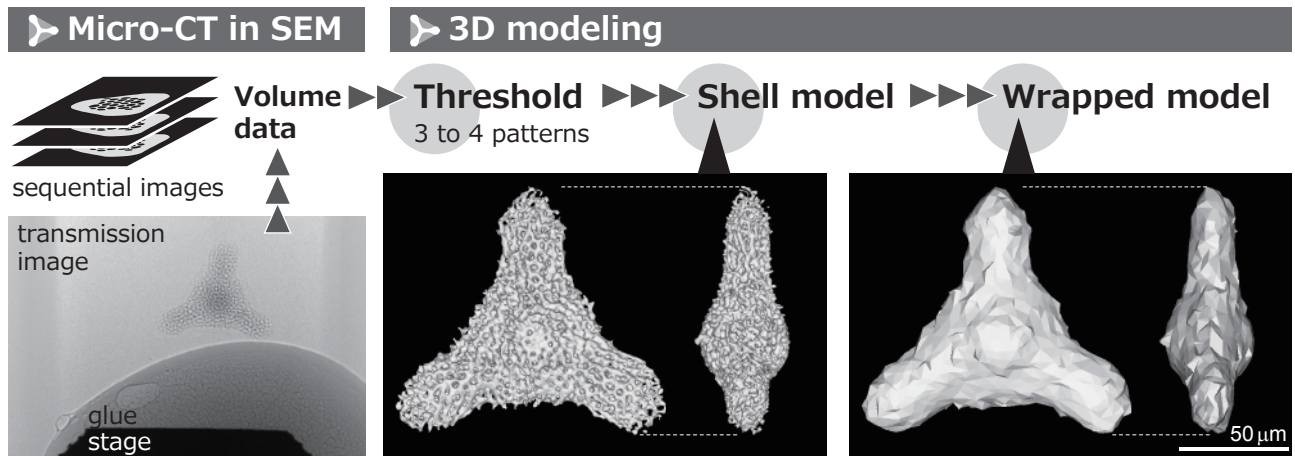 Micro-CT in SEM
3D modeling
Volume
data
Threshold
3 to 4 patterns
Shell model
Wrapped model
sequential images
transmission
image
glue
stage
50 μm